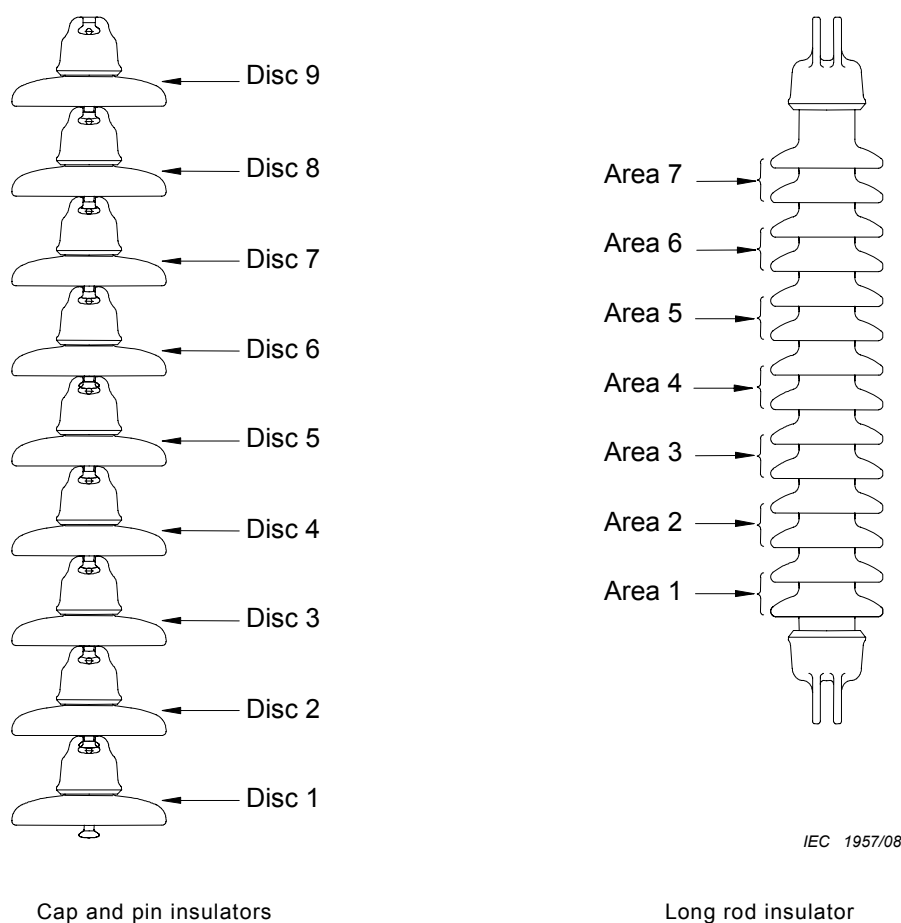 Disc 9
Disc 8
Disc 7
Disc 6
Disc 5
Disc 4
Disc 3
Disc 2
Disc 1
Area 7
Area 6
Area 5
Area 4
Area 3
Area 2
Area 1
IEC 1957/08
Cap and pin insulators
Long rod insulator